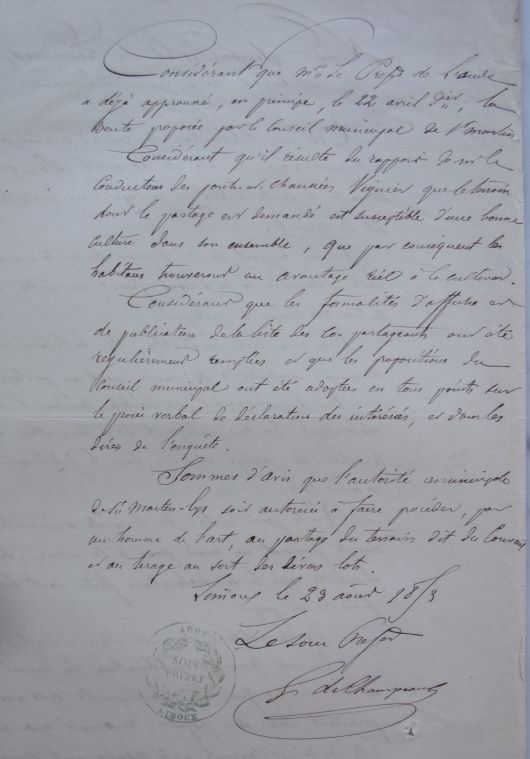 Considérant que Mr Le Préfet de l'aude
a déjà approuvé, en principe, le 22 avril dier, la
vente proposée par le Conseil municipal de St Martin.
Considérant qu'il résulte du rapport de Mr le
Conducteur des ponts et chaussées Viguier que le terrain
dont le partage est demandé est susceptible d'une bonne
culture dans son ensemble, que par conséquent les
habitans trouveront un avantage réel à le cultiver.
Considérant que les formalités d'affiche et
de publication de la liste des co-partageants ont été
régulièrement remplies et que les propositions du
Conseil municipal ont été adoptées en tous points sur
le procès verbal de déclaration des intéressés, et dans les
dires de l'enquête.
Sommes d'avis que l'autorité municipale
de St Martin-lys soit autorisée à faire procéder, par
un homme de l'art, au partage du terrain dit du
et au tirage au sort des divers lots.
Limoux le 23 août 1853
Le sous Préfet
G. de Champeaux
AUDE
SOUS
PREFET
LIMOUX